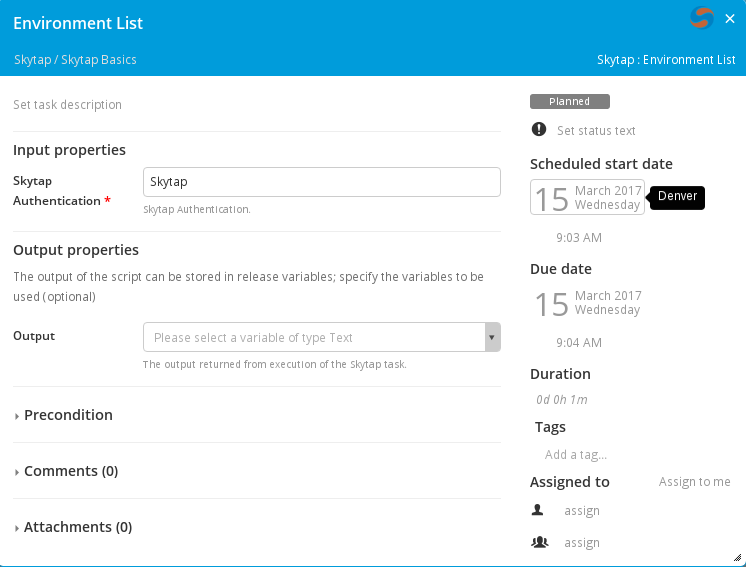 Environment List
×
Skytap / Skytap Basics
Skytap : Environment List
Set task description
Input properties
Skytap
Authentication *
Skytap
Skytap Authentication.
Output properties
The output of the script can be stored in release variables; specify the variables to be
used (optional)
Output
Please select a variable of type Text
The output returned from execution of the Skytap task.
Precondition
Comments (0)
Attachments (0)
Planned
Set status text
Scheduled start date
15 March 2017
Wednesday
Denver
9:03 AM
Due date
15 March 2017
Wednesday
9:04 AM
Duration
0d 0h 1m
Tags
Add a tag...
Assigned to
Assign to me
assign
assign